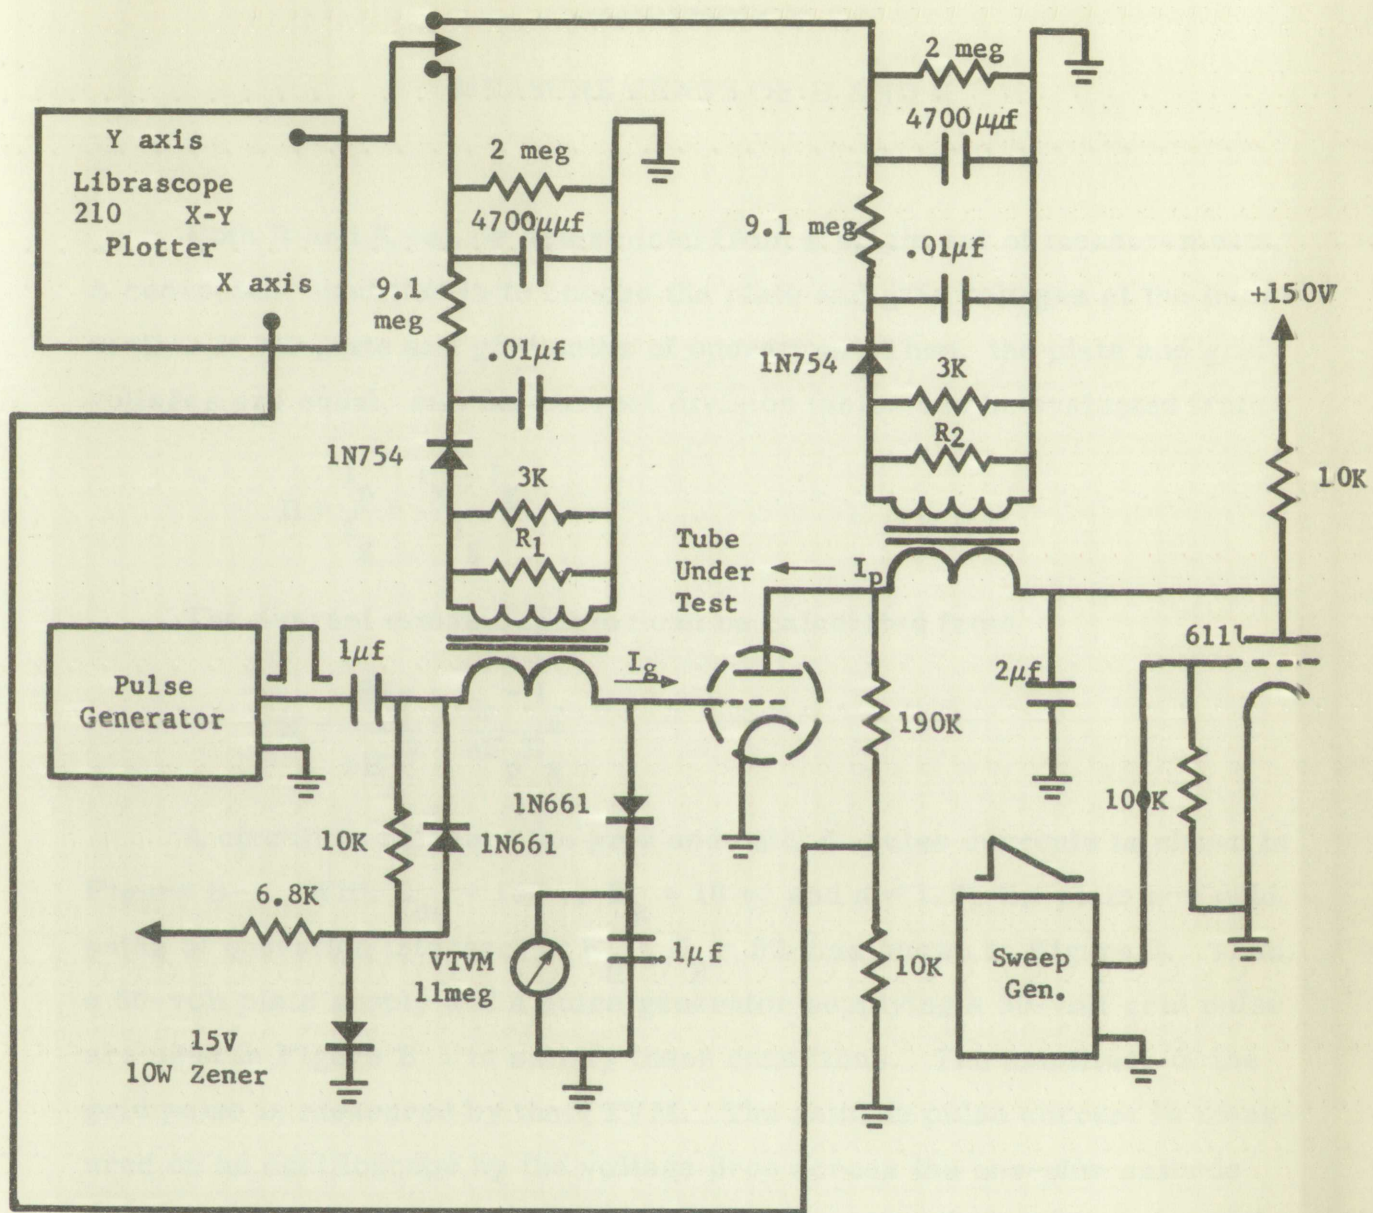 Y axis
Librascope
210 X-Y
Plotter
X axis
2 meg
4700μμf
9.1
meg
.01μf
1N754
3K
R1
2 meg
4700μμf
9.1 meg
.01μf
1N754
3K
R2
+150V
10K
Tube
Under
Test
Ip
6111
Pulse
Generator
1μf
Ig
2μf
190K
100K
1N661
10K
1N661
6.8K
VTVM
11meg
1μf
10K
Sweep
Gen.
15V
10W Zener